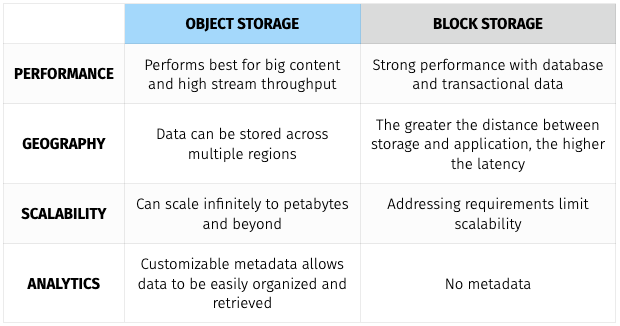 OBJECT STORAGE
BLOCK STORAGE
PERFORMANCE
Performs best for big content
and high stream throughput
Strong performance with database
and transactional data
GEOGRAPHY
Data can be stored across
multiple regions
The greater the distance between
storage and application, the higher
the latency
SCALABILITY
Can scale infinitely to petabytes
and beyond
Addressing requirements limit
scalability
ANALYTICS
Customizable metadata allows
data to be easily organized and
retrieved
No metadata